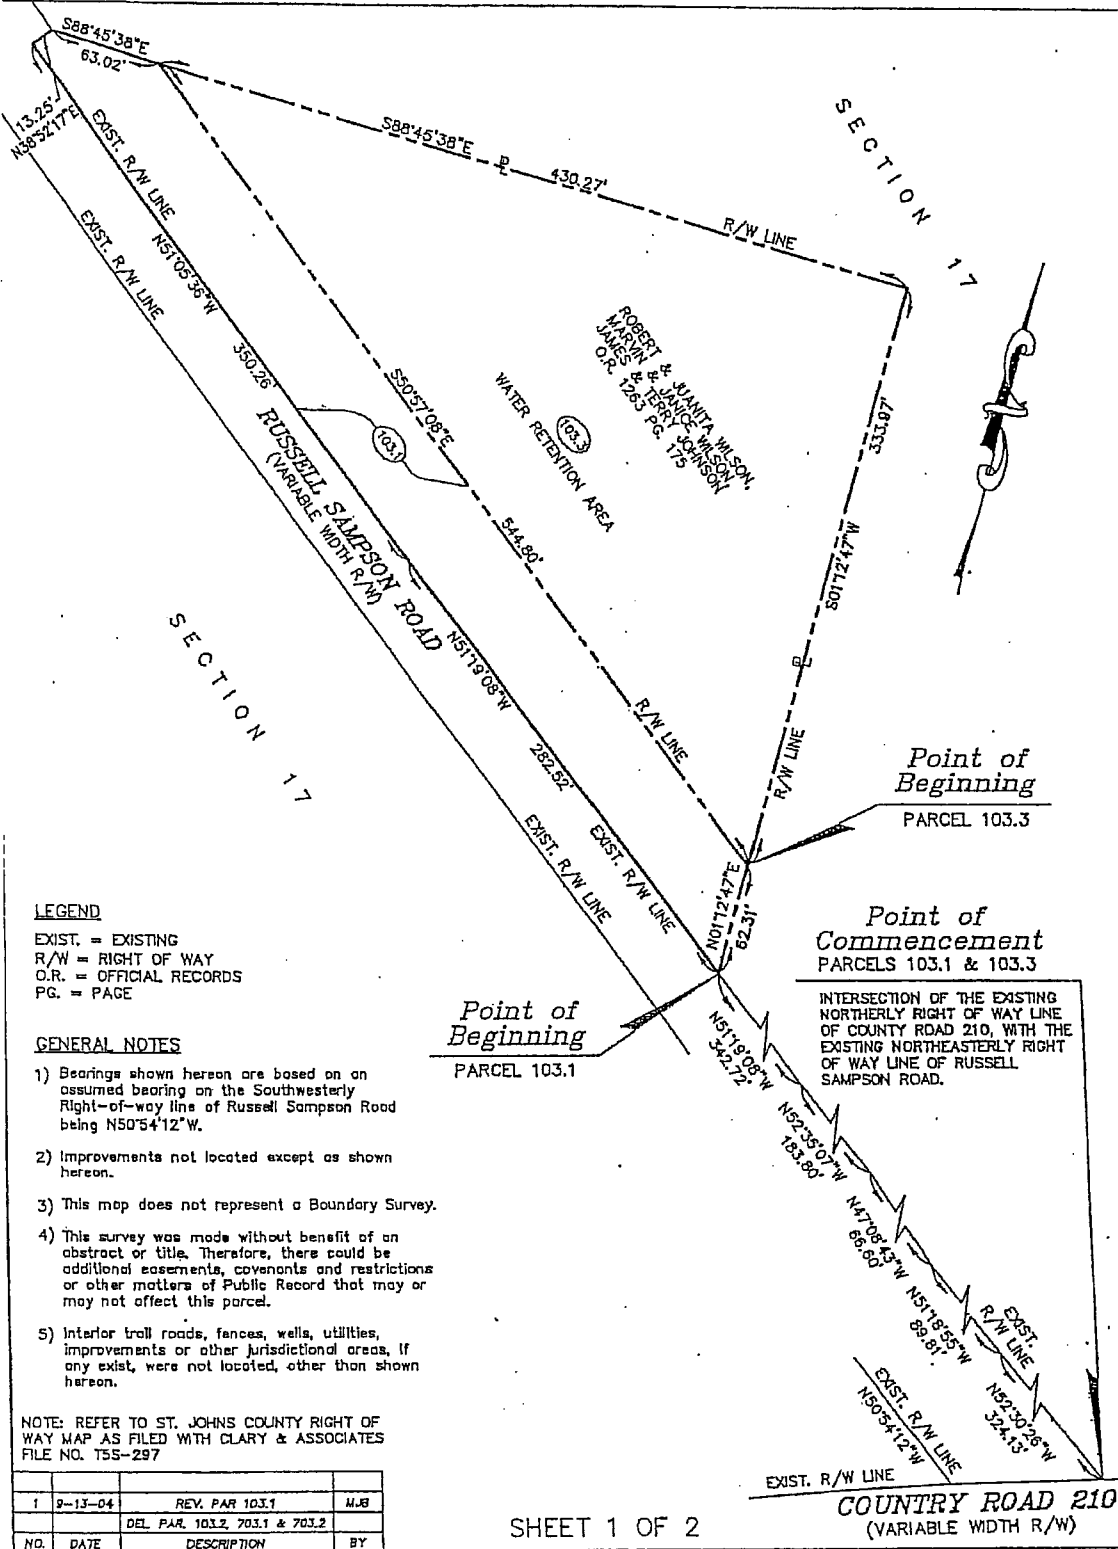 S88°45'38"E
63.02'
13.25'
N38°52'17"E
EXIST. R/W LINE
EXIST. R/W LINE
N51°05'36"W
350.26'
S88°45'38"E
PL
430.27'
R/W LINE
SECTION 17
ROBERT & JUANITA WILSON,
MARVIN & JANICE WILSON
JAMES & TERRY JOHNSON
O.R. 1263 PG. 175
103.3
WATER RETENTION AREA
S50°57'08"E
544.80'
R/W LINE
103.1
RUSSELL SAMPSON ROAD
(VARIABLE WIDTH R/W)
333.97'
S01°12'47"W
PL
R/W LINE
SECTION 17
N51°19'08"W
282.52'
EXIST. R/W LINE
EXIST. R/W LINE
Point of
Beginning
PARCEL 103.3
N01°12'47"E
62.31'
Point of
Beginning
PARCEL 103.1
Point of
Commencement
PARCELS 103.1 & 103.3
INTERSECTION OF THE EXISTING
NORTHERLY RIGHT OF WAY LINE
OF COUNTY ROAD 210, WITH THE
EXISTING NORTHEASTERLY RIGHT
OF WAY LINE OF RUSSELL
SAMPSON ROAD.
N51°19'08"W
342.72'
N52°35'07"W
183.80'
N47°08'43"W
66.60'
N51°18'55"W
89.81'
EXIST.
R/W LINE
N52°30'26"W
324.13'
EXIST. R/W LINE
N50°54'12"W
EXIST. R/W LINE
COUNTRY ROAD 210
(VARIABLE WIDTH R/W)
LEGEND
EXIST. = EXISTING
R/W = RIGHT OF WAY
O.R. = OFFICIAL RECORDS
PG. = PAGE
GENERAL NOTES
1) Bearings shown hereon are based on an
assumed bearing on the Southwesterly
Right-of-way line of Russell Sampson Road
being N50°54'12"W.
2) Improvements not located except as shown
hereon.
3) This map does not represent a Boundary Survey.
4) This survey was made without benefit of an
abstract or title. Therefore, there could be
additional easements, covenants and restrictions
or other matters of Public Record that may or
may not affect this parcel.
5) Interior trail roads, fences, wells, utilities,
improvements or other jurisdictional areas, if
any exist, were not located, other than shown
hereon.
NOTE: REFER TO ST. JOHNS COUNTY RIGHT OF
WAY MAP AS FILED WITH CLARY & ASSOCIATES
FILE NO. T5S-297
1 9-13-04 REV. PAR 103.1 MJB
DEL. PAR. 103.2, 703.1 & 703.2
NO. DATE DESCRIPTION BY
SHEET 1 OF 2